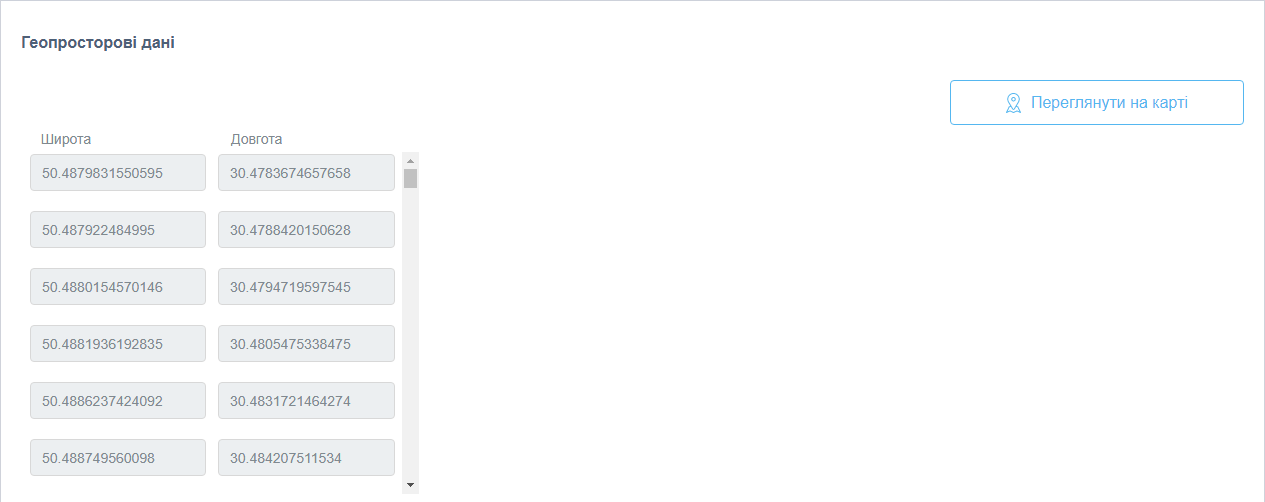 Геопросторові дані
Переглянути на карті
Широта Довгота
50.4879831550595 30.4783674657658
50.487922484995 30.4788420150628
50.4880154570146 30.4794719597545
50.4881936192835 30.4805475338475
50.4886237424092 30.4831721464274
50.488749560098 30.484207511534